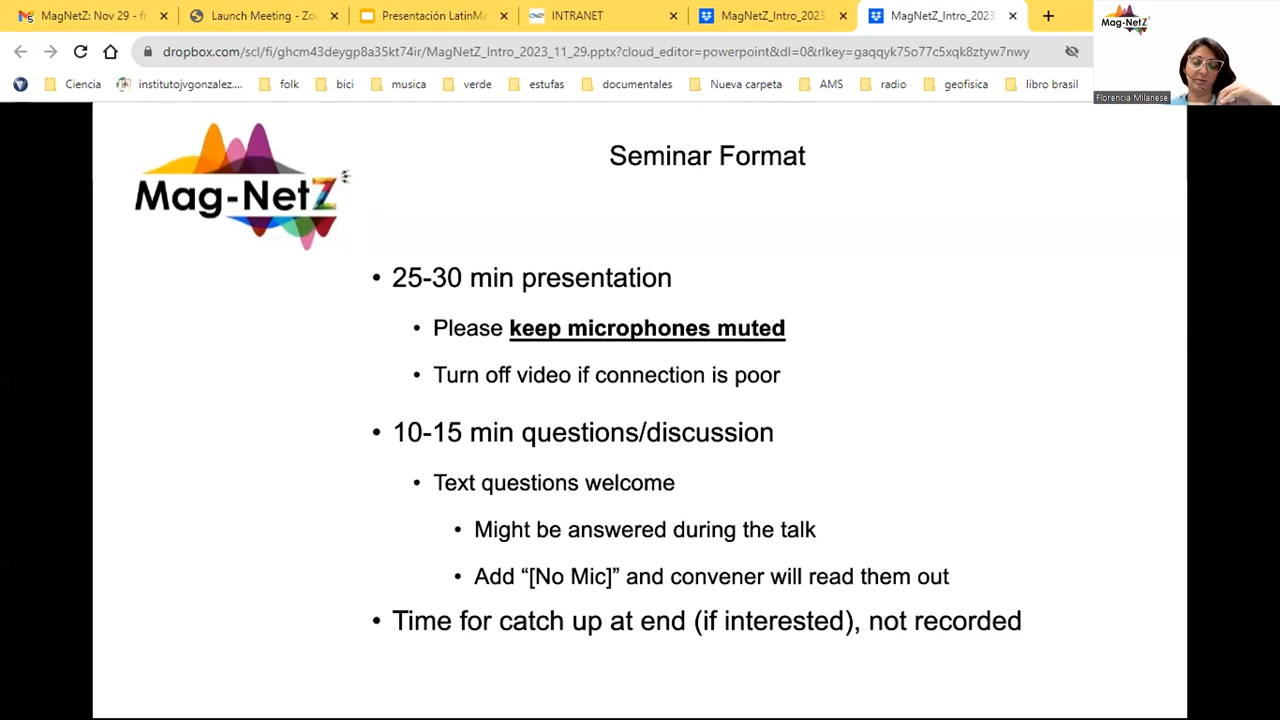 MagNetZ: Nov 29 - fr
Launch Meeting - Zoo
Presentación LatinMa
INTRANET
MagNetZ_Intro_2023
MagNetZ_Intro_2023
dropbox.com/scl/fi/ghcm43deygp8a35kt74ir/MagNetZ_Intro_2023_11_29.pptx?cloud_editor=powerpoint&dl=0&rlkey=gaqqyk75o77c5xqk8ztyw7nwy
Ciencia
institutojvgonzalez....
folk
bici
musica
verde
estufas
documentales
Nueva carpeta
AMS
radio
geofisica
libro brasil
Mag-NetZ
Florencia Milanese
Mag-NetZ
Seminar Format
• 25-30 min presentation
• Please keep microphones muted
• Turn off video if connection is poor
• 10-15 min questions/discussion
• Text questions welcome
• Might be answered during the talk
• Add “[No Mic]” and convener will read them out
• Time for catch up at end (if interested), not recorded